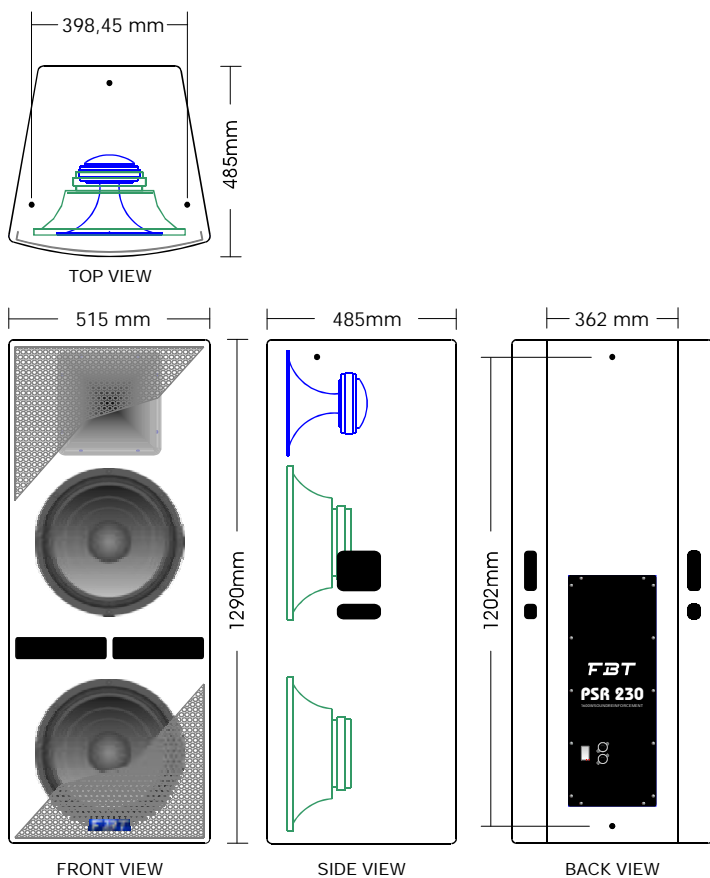 398,45 mm
485mm
TOP VIEW
515 mm
485mm
362 mm
1290mm
1202mm
FBT
PSR 230
FBT
FRONT VIEW
SIDE VIEW
BACK VIEW